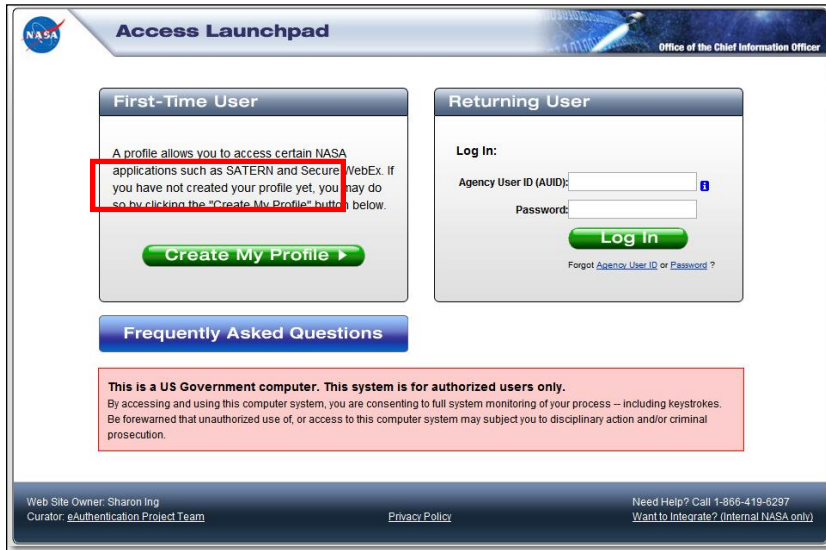 NASA
Access Launchpad
Office of the Chief Information Officer
First-Time User
A profile allows you to access certain NASA
applications such as SATERN and Secure WebEx. If
you have not created your profile yet, you may do
so by clicking the "Create My Profile" button below.
Create My Profile
Returning User
Log In:
Agency User ID (AUID):
i
Password:
Log In
Forgot Agency User ID or Password ?
Frequently Asked Questions
This is a US Government computer. This system is for authorized users only.
By accessing and using this computer system, you are consenting to full system monitoring of your process -- including keystrokes.
Be forewarned that unauthorized use of, or access to this computer system may subject you to disciplinary action and/or criminal
prosecution.
Web Site Owner: Sharon Ing
Curator: eAuthentication Project Team
Privacy Policy
Need Help? Call 1-866-419-6297
Want to Integrate? (Internal NASA only)